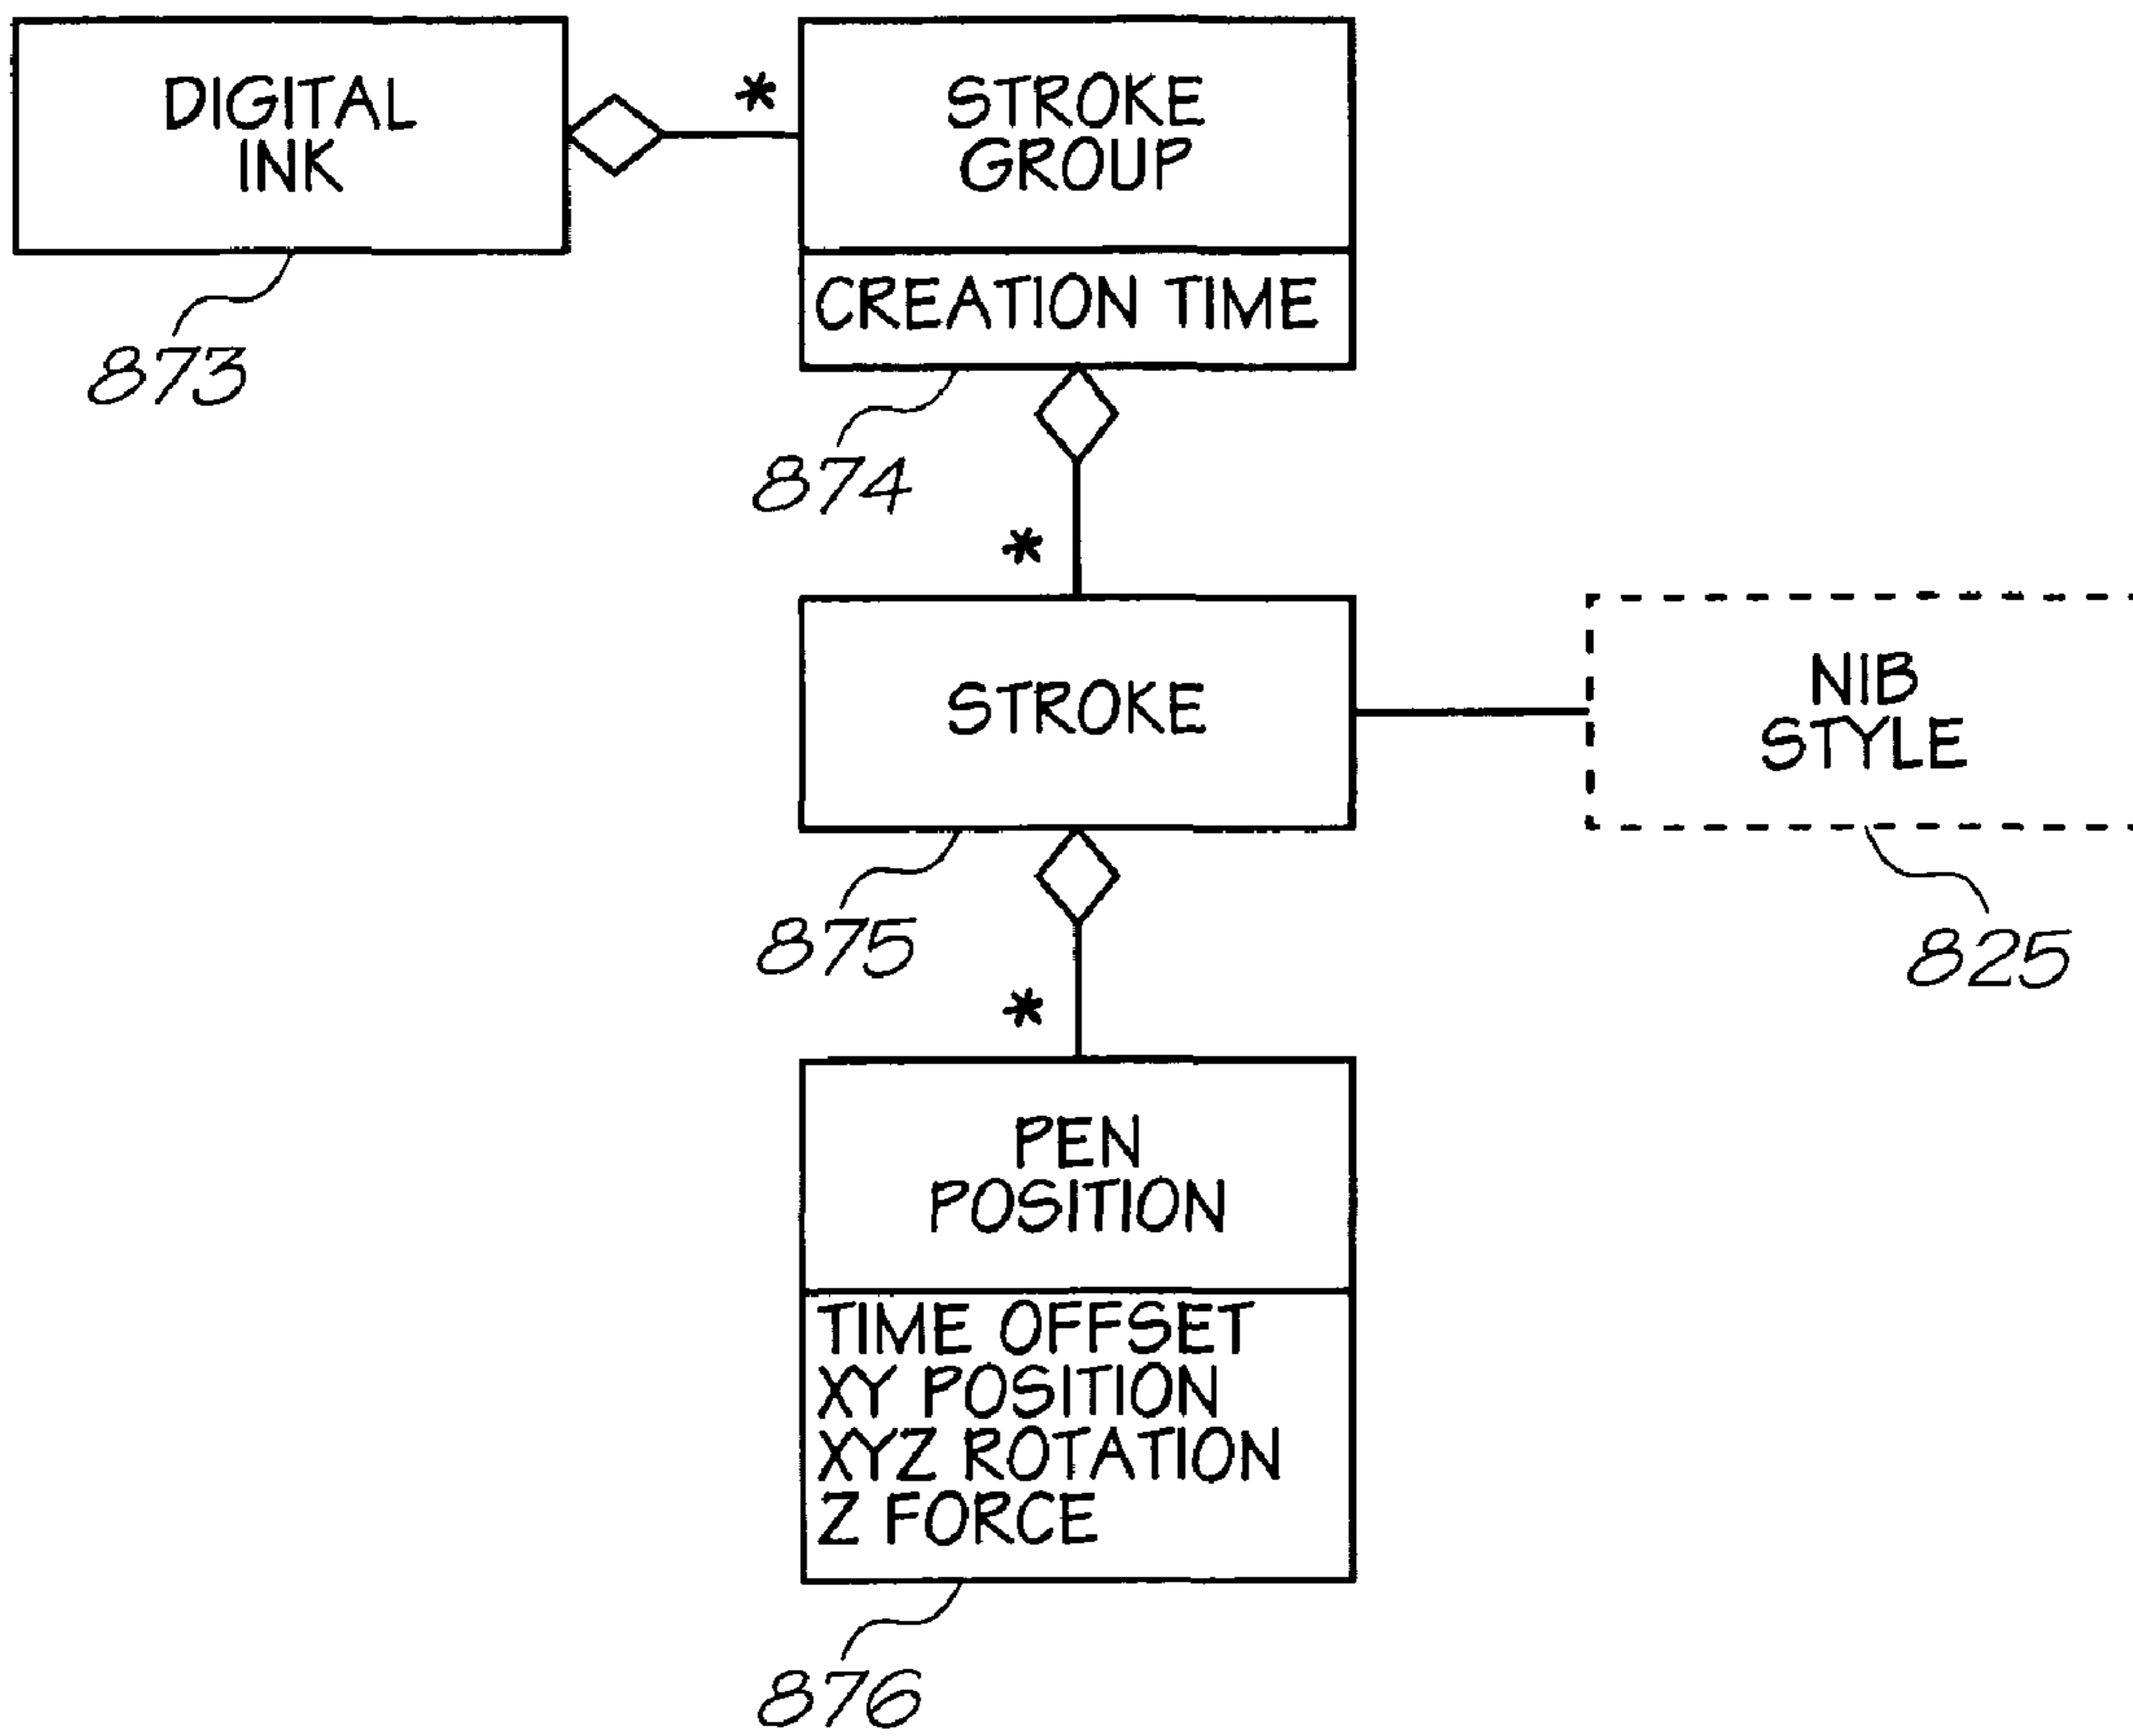 DIGITAL
INK
873
*
STROKE
GROUP
CREATION TIME
874
*
STROKE
875
NIB
STYLE
825
*
PEN
POSITION
TIME OFFSET
XY POSITION
XYZ ROTATION
Z FORCE
876